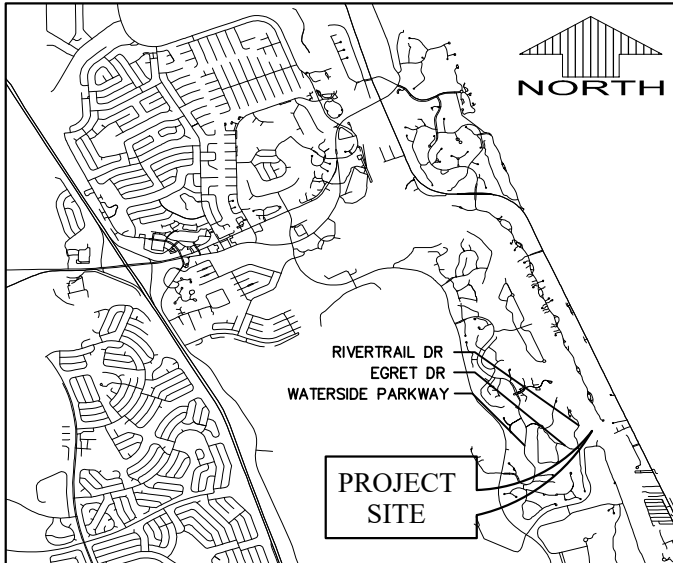 NORTH
RIVERTRAIL DR
EGRET DR
WATERSIDE PARKWAY
PROJECT
SITE